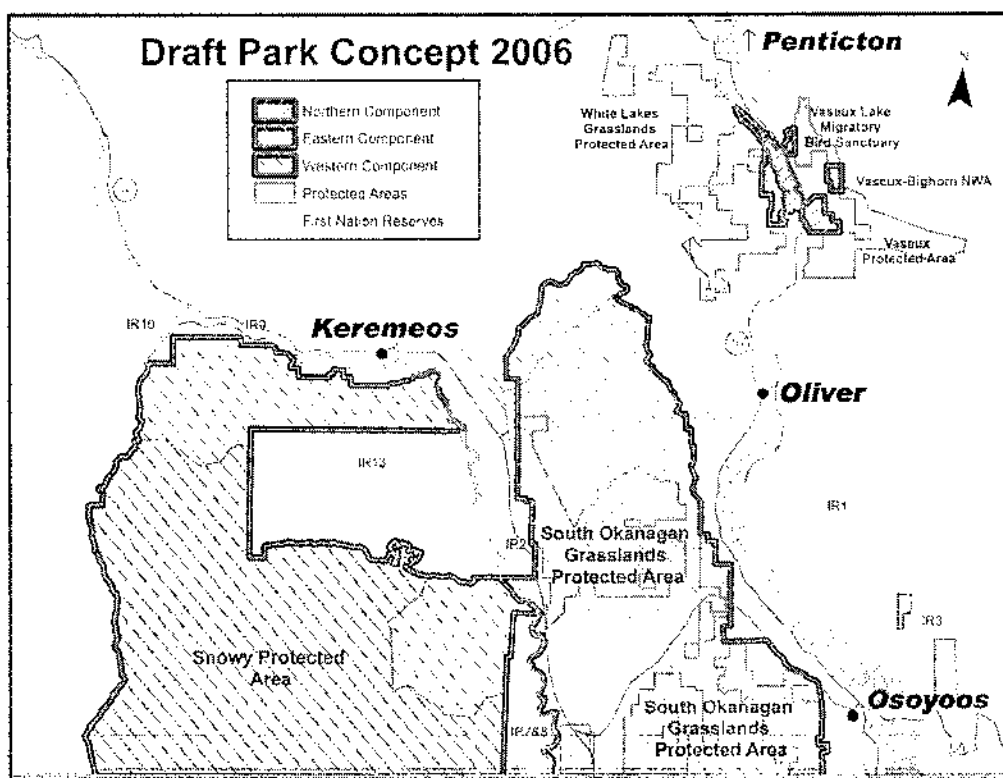 Draft Park Concept 2006
↑ Penticton
N
Northern Component
Eastern Component
Western Component
Protected Areas
First Nation Reserves
White Lakes
Grasslands
Protected Area
Vaseux Lake
Migratory
Bird Sanctuary
Vaseux-Bighorn NWA
Vaseux
Protected Area
IR10
IR9
Keremeos
Oliver
IR13
IR1
IR2
South Okanagan
Grasslands
Protected Area
IR3
Snowy Protected
Area
Osoyoos
South Okanagan
Grasslands
Protected Area
IR7&8